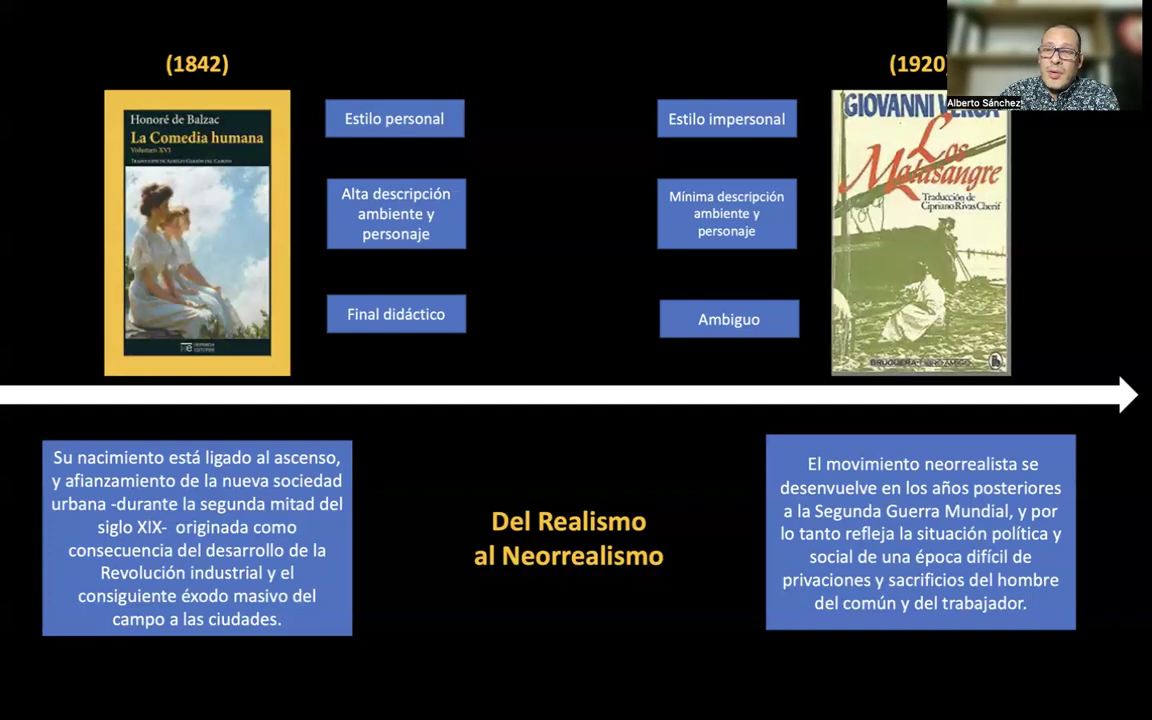 (1842)
Honoré de Balzac
La Comedia humana
Volumen XVI
Estilo personal
Alta descripción
ambiente y
personaje
Final didáctico
(1920)
Estilo impersonal
Mínima descripción
ambiente y
personaje
Ambiguo
GIOVANNI
Los
Malasangre
Traducción de
Cipriano Rivas Cherif
BRUGUERA-LIBRO AMIGO
Alberto Sánchez
Su nacimiento está ligado al ascenso,
y afianzamiento de la nueva sociedad
urbana -durante la segunda mitad del
siglo XIX- originada como
consecuencia del desarrollo de la
Revolución industrial y el
consiguiente éxodo masivo del
campo a las ciudades.
Del Realismo
al Neorrealismo
El movimiento neorrealista se
desenvuelve en los años posteriores
a la Segunda Guerra Mundial, y por
lo tanto refleja la situación política y
social de una época difícil de
privaciones y sacrificios del hombre
del común y del trabajador.